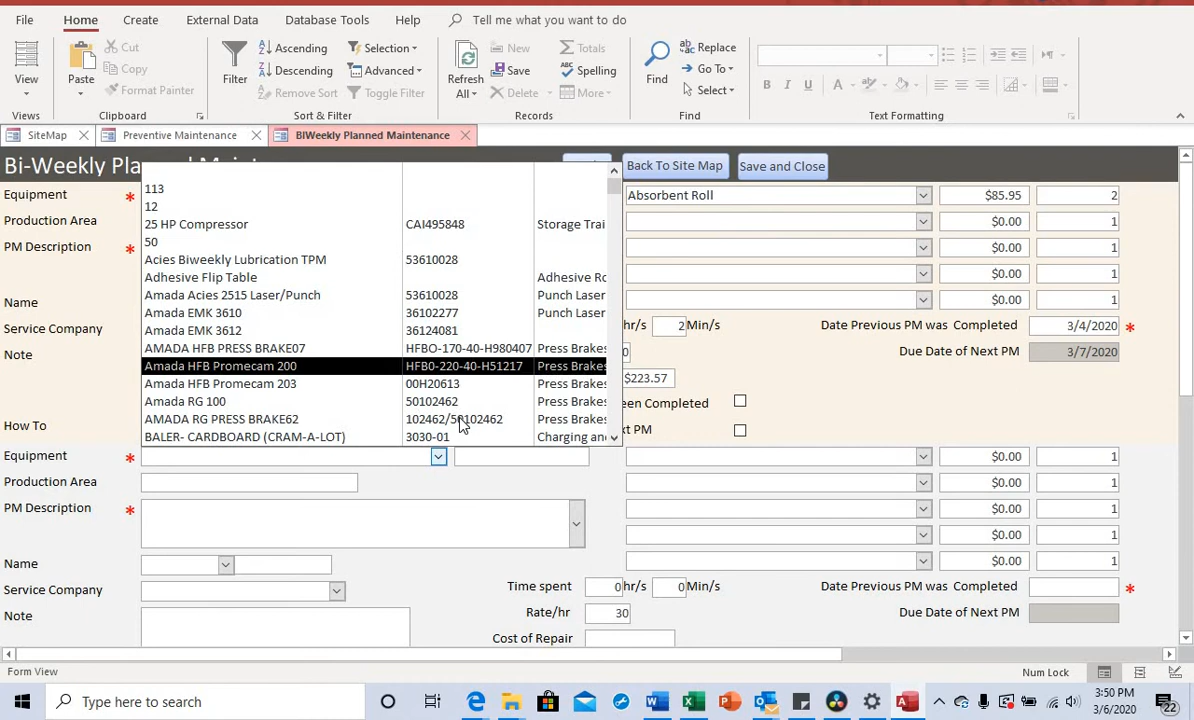 File Home Create External Data Database Tools Help Tell me what you want to do
View
Views
Paste
Cut
Copy
Format Painter
Clipboard
Filter
Ascending
Descending
Remove Sort
Selection
Advanced
Toggle Filter
Sort & Filter
Refresh
All
New
Save
Delete
Totals
Spelling
More
Records
Find
Replace
Go To
Select
Find
B I U A
Text Formatting
SiteMap Preventive Maintenance BIWeekly Planned Maintenance
Bi-Weekly Pla
Back To Site Map Save and Close
Equipment * Absorbent Roll $85.95 2
Production Area $0.00 1
PM Description * $0.00 1
$0.00 1
Name $0.00 1
Service Company hr/s 2 Min/s Date Previous PM was Completed 3/4/2020 *
Note 0 Due Date of Next PM 3/7/2020
$223.57
een Completed
How To xt PM
113
12
25 HP Compressor CAI495848 Storage Trai
50
Acies Biweekly Lubrication TPM 53610028
Adhesive Flip Table Adhesive Ro
Amada Acies 2515 Laser/Punch 53610028 Punch Laser
Amada EMK 3610 36102277 Punch Laser
Amada EMK 3612 36124081
AMADA HFB PRESS BRAKE07 HFBO-170-40-H980407 Press Brakes
Amada HFB Promecam 200 HFB0-220-40-H51217 Press Brakes
Amada HFB Promecam 203 00H20613 Press Brakes
Amada RG 100 50102462 Press Brakes
AMADA RG PRESS BRAKE62 102462/50102462 Press Brakes
BALER- CARDBOARD (CRAM-A-LOT) 3030-01 Charging an
Equipment * $0.00 1
Production Area $0.00 1
PM Description * $0.00 1
$0.00 1
Name $0.00 1
Service Company Time spent 0 hr/s 0 Min/s Date Previous PM was Completed *
Note Rate/hr 30 Due Date of Next PM
Cost of Repair
Form View Num Lock
Type here to search
3:50 PM
3/6/2020
22